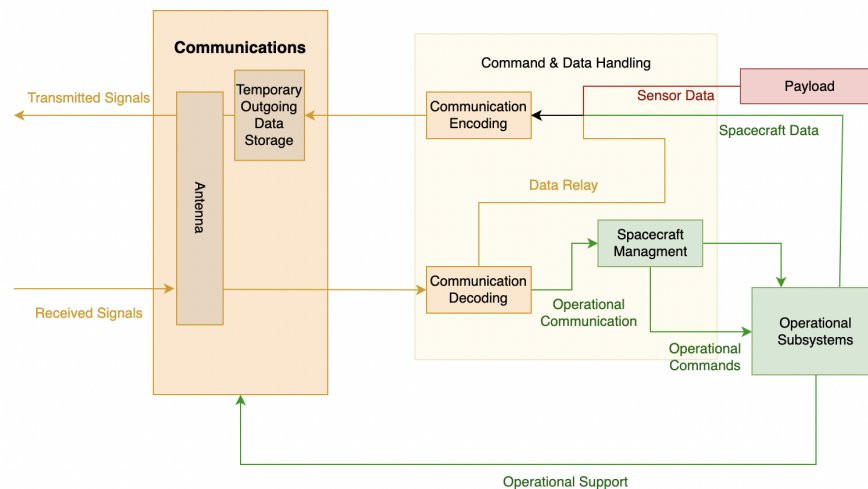 Communications
Command & Data Handling
Payload
Sensor Data
Transmitted Signals
Temporary
Outgoing
Data
Storage
Communication
Encoding
Spacecraft Data
Antenna
Data Relay
Spacecraft
Managment
Communication
Decoding
Received Signals
Operational
Communication
Operational
Subsystems
Operational
Commands
Operational Support